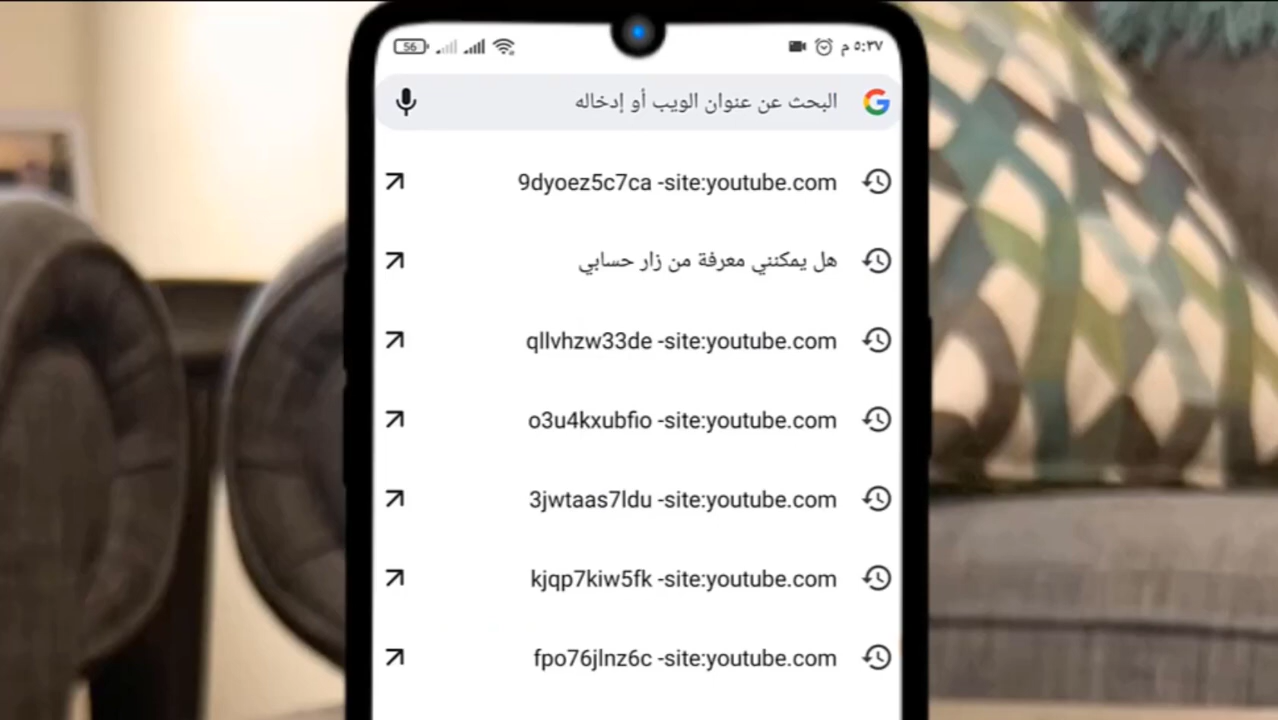 56
٥:٣٧ م
البحث عن عنوان الويب أو إدخاله
9dyoez5c7ca -site:youtube.com
هل يمكنني معرفة من زار حسابي
qllvhzw33de -site:youtube.com
o3u4kxubfio -site:youtube.com
3jwtaas7ldu -site:youtube.com
kjqp7kiw5fk -site:youtube.com
fpo76jlnz6c -site:youtube.com